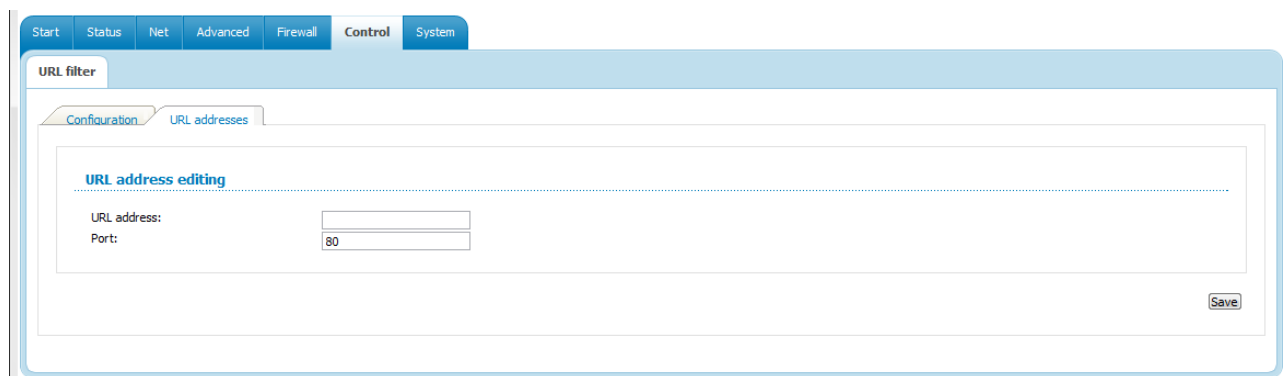 Start Status Net Advanced Firewall Control System
URL filter
Configuration URL addresses
URL address editing
URL address:
Port: 80
Save